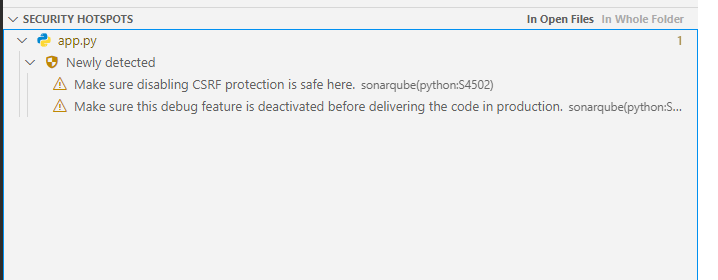 SECURITY HOTSPOTS In Open Files In Whole Folder
app.py 1
Newly detected
Make sure disabling CSRF protection is safe here. sonarqube(python:S4502)
Make sure this debug feature is deactivated before delivering the code in production. sonarqube(python:S...